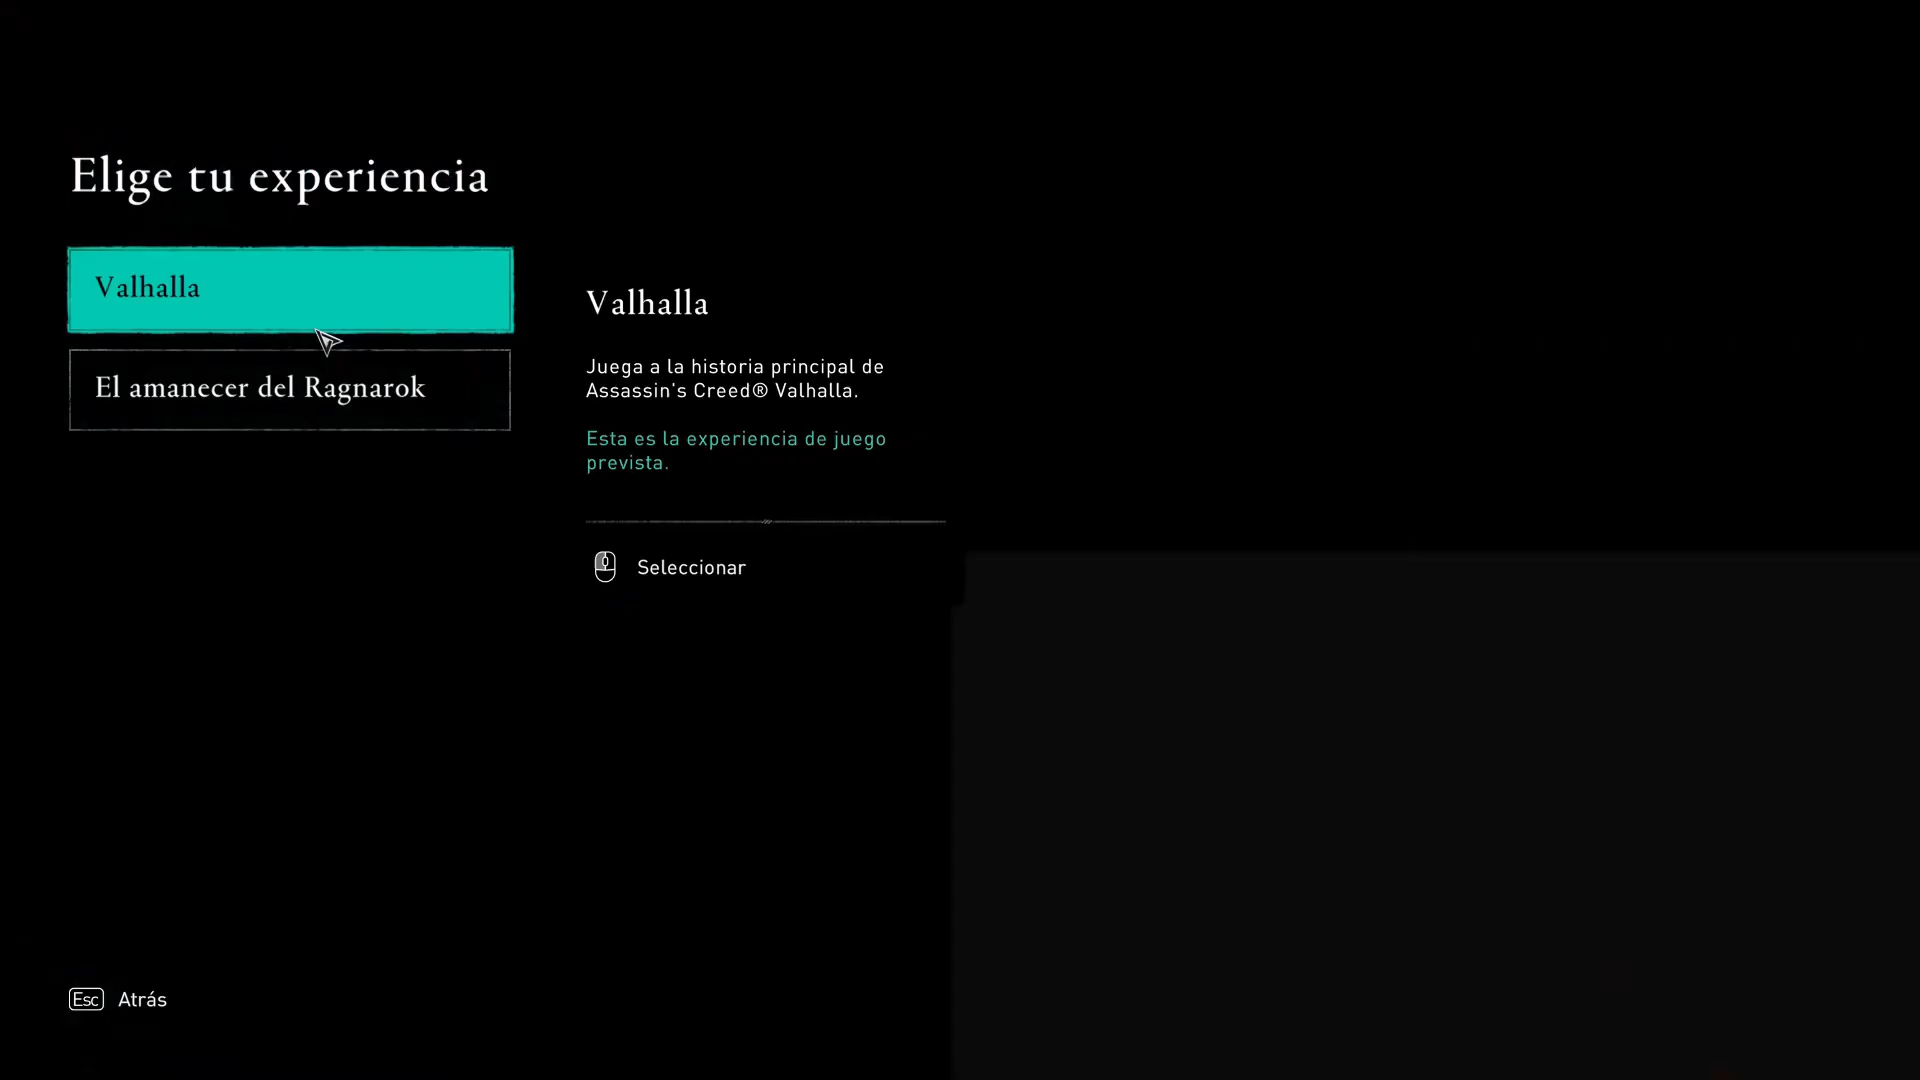 Elige tu experiencia
Valhalla
El amanecer del Ragnarok
Valhalla
Juega a la historia principal de
Assassin's Creed® Valhalla.
Esta es la experiencia de juego
prevista.
Seleccionar
Esc Atrás